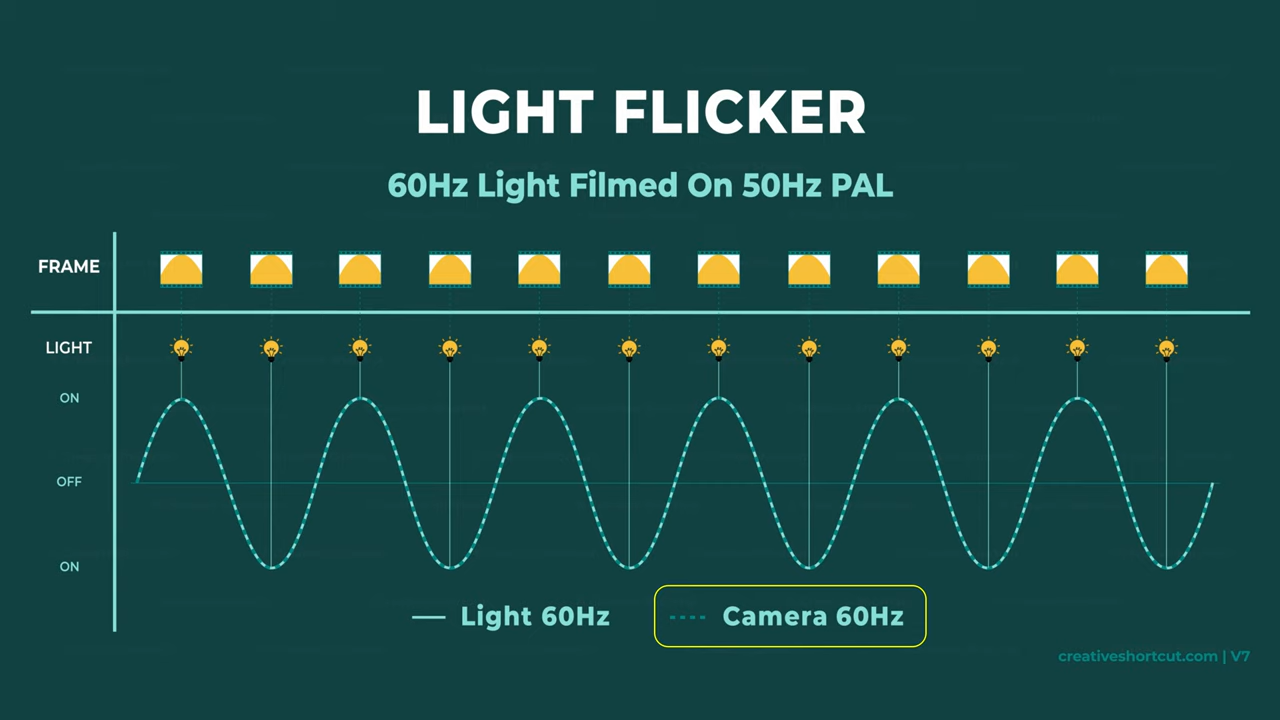 LIGHT FLICKER
60Hz Light Filmed On 50Hz PAL
FRAME
LIGHT
ON
OFF
ON
Light 60Hz
Camera 60Hz
creativeshortcut.com | V7